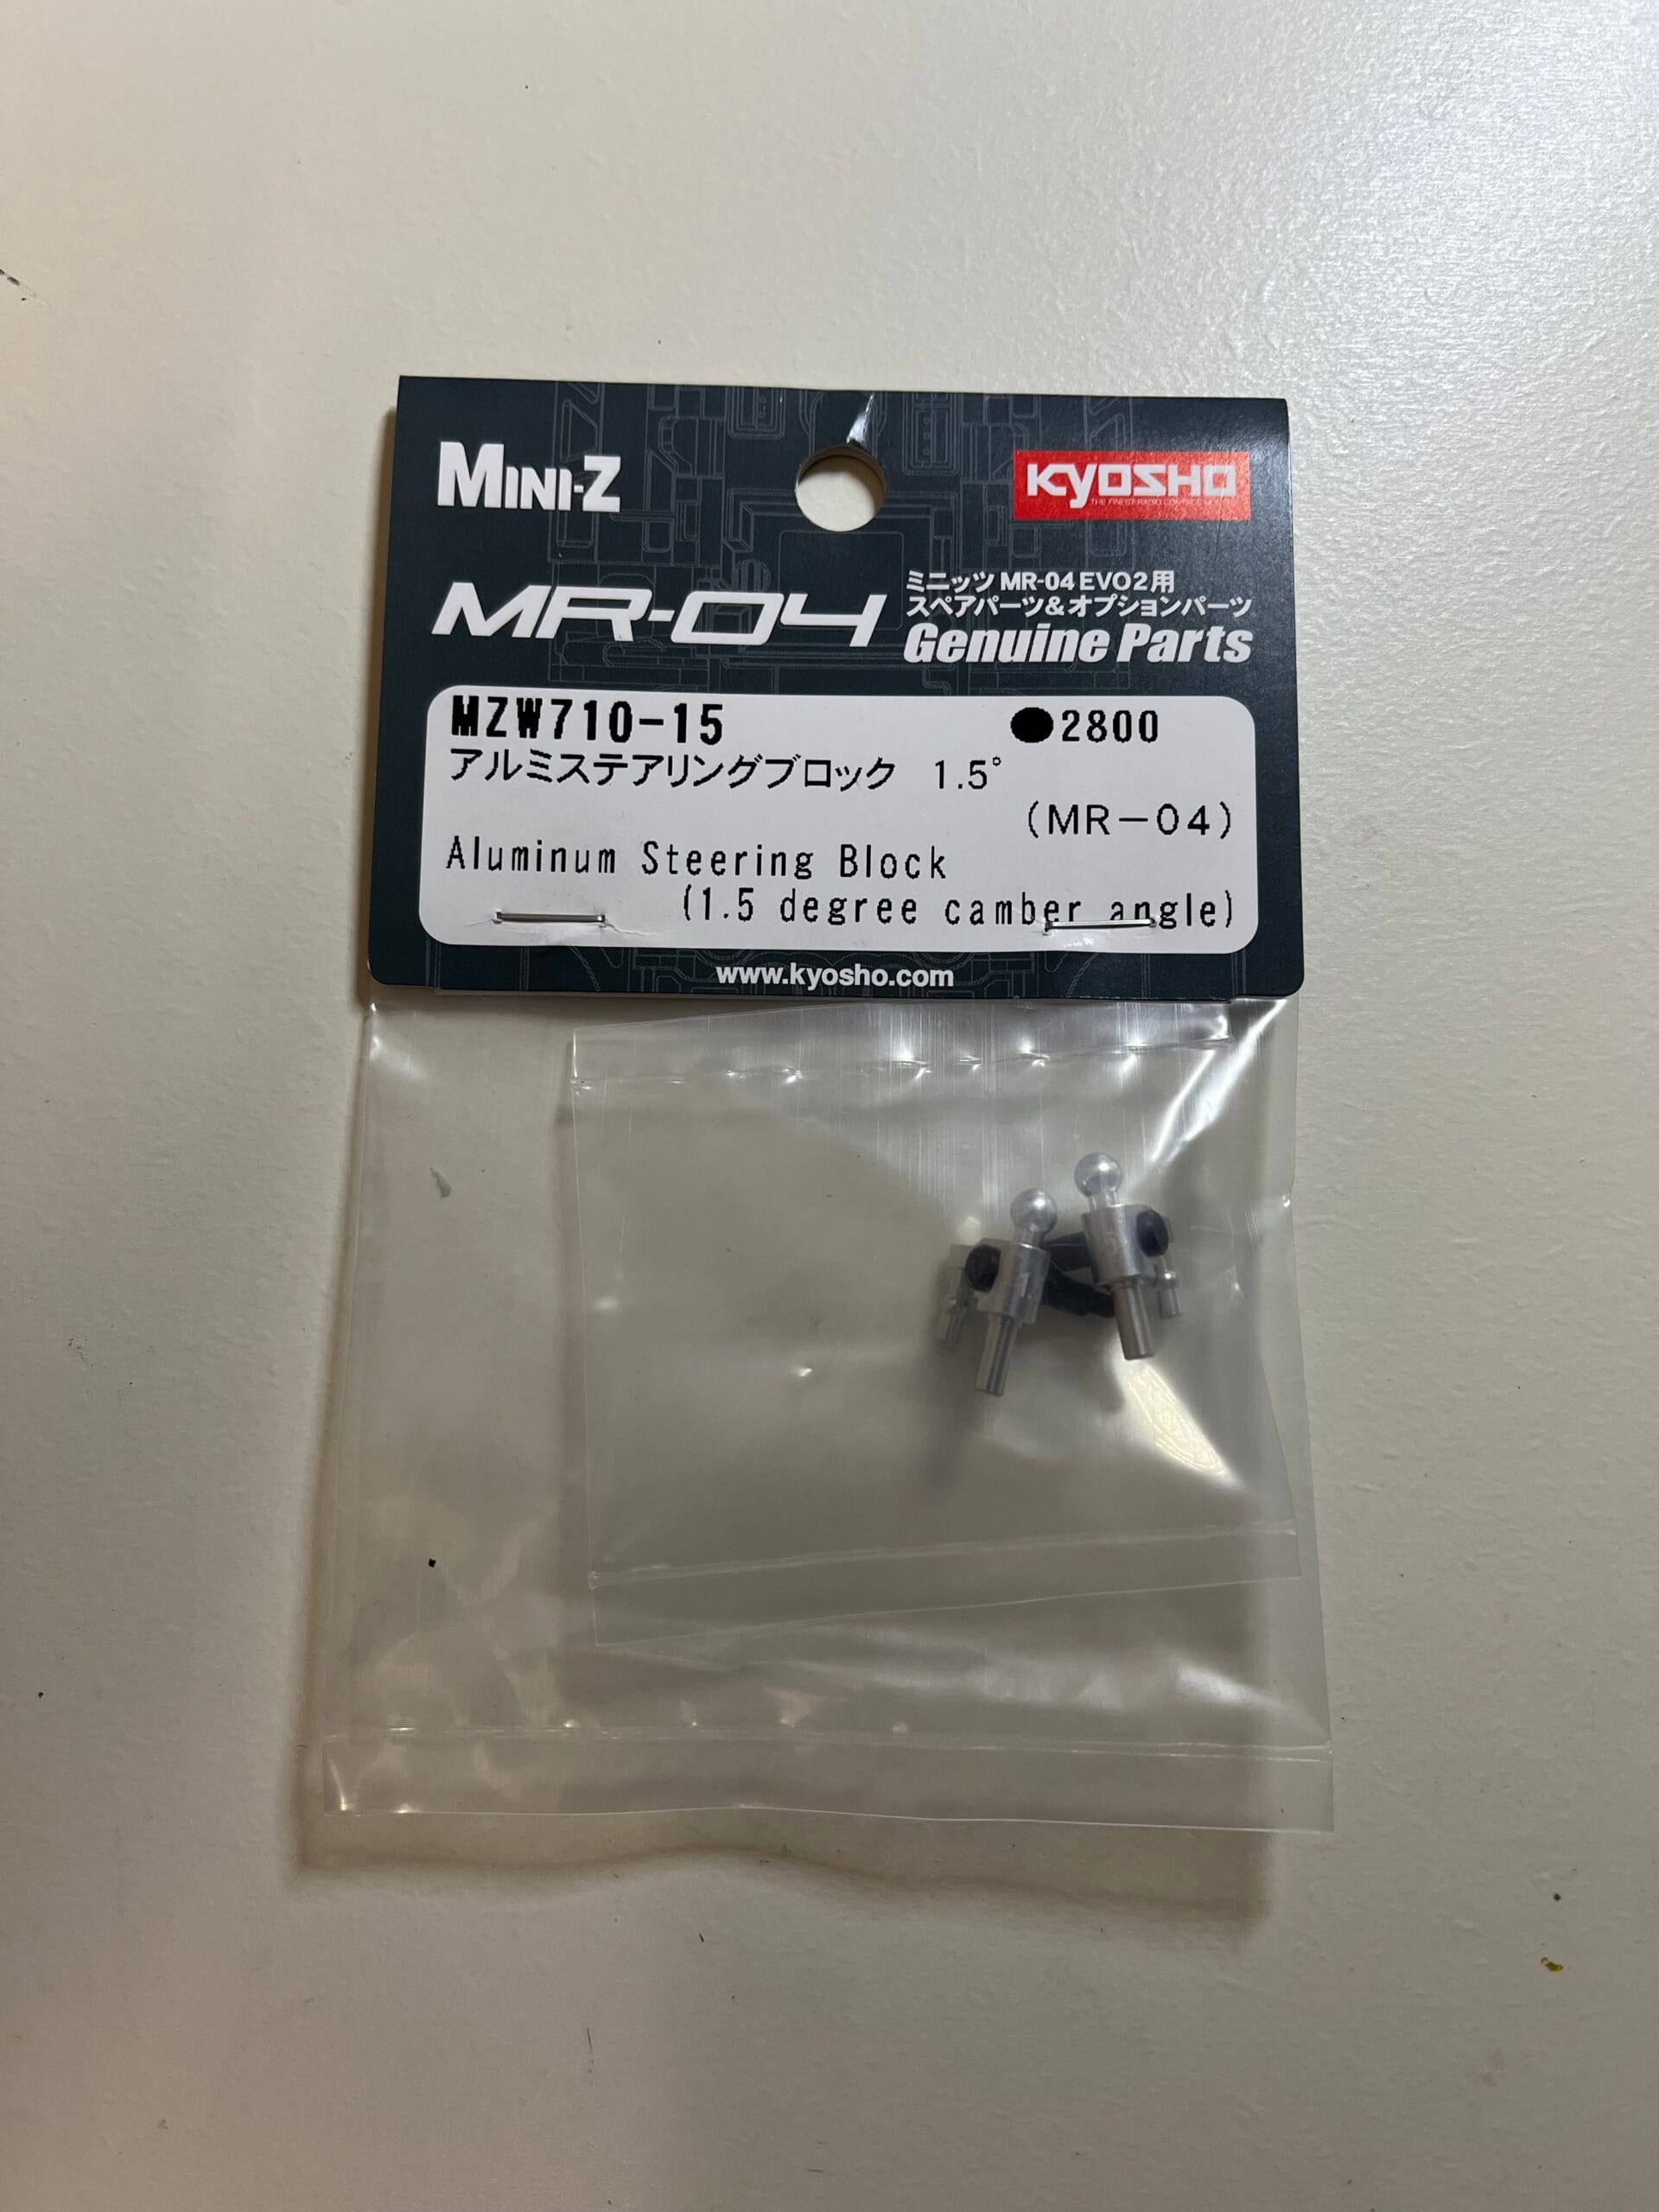 MINI-Z
KYOSHO
THE FINEST RADIO CONTROL MODELS
MR-04
ミニッツ MR-04 EVO2用
スペアパーツ&オプションパーツ
Genuine Parts
MZW710-15 ●2800
アルミステアリングブロック 1.5°
(MR-04)
Aluminum Steering Block
(1.5 degree camber angle)
www.kyosho.com